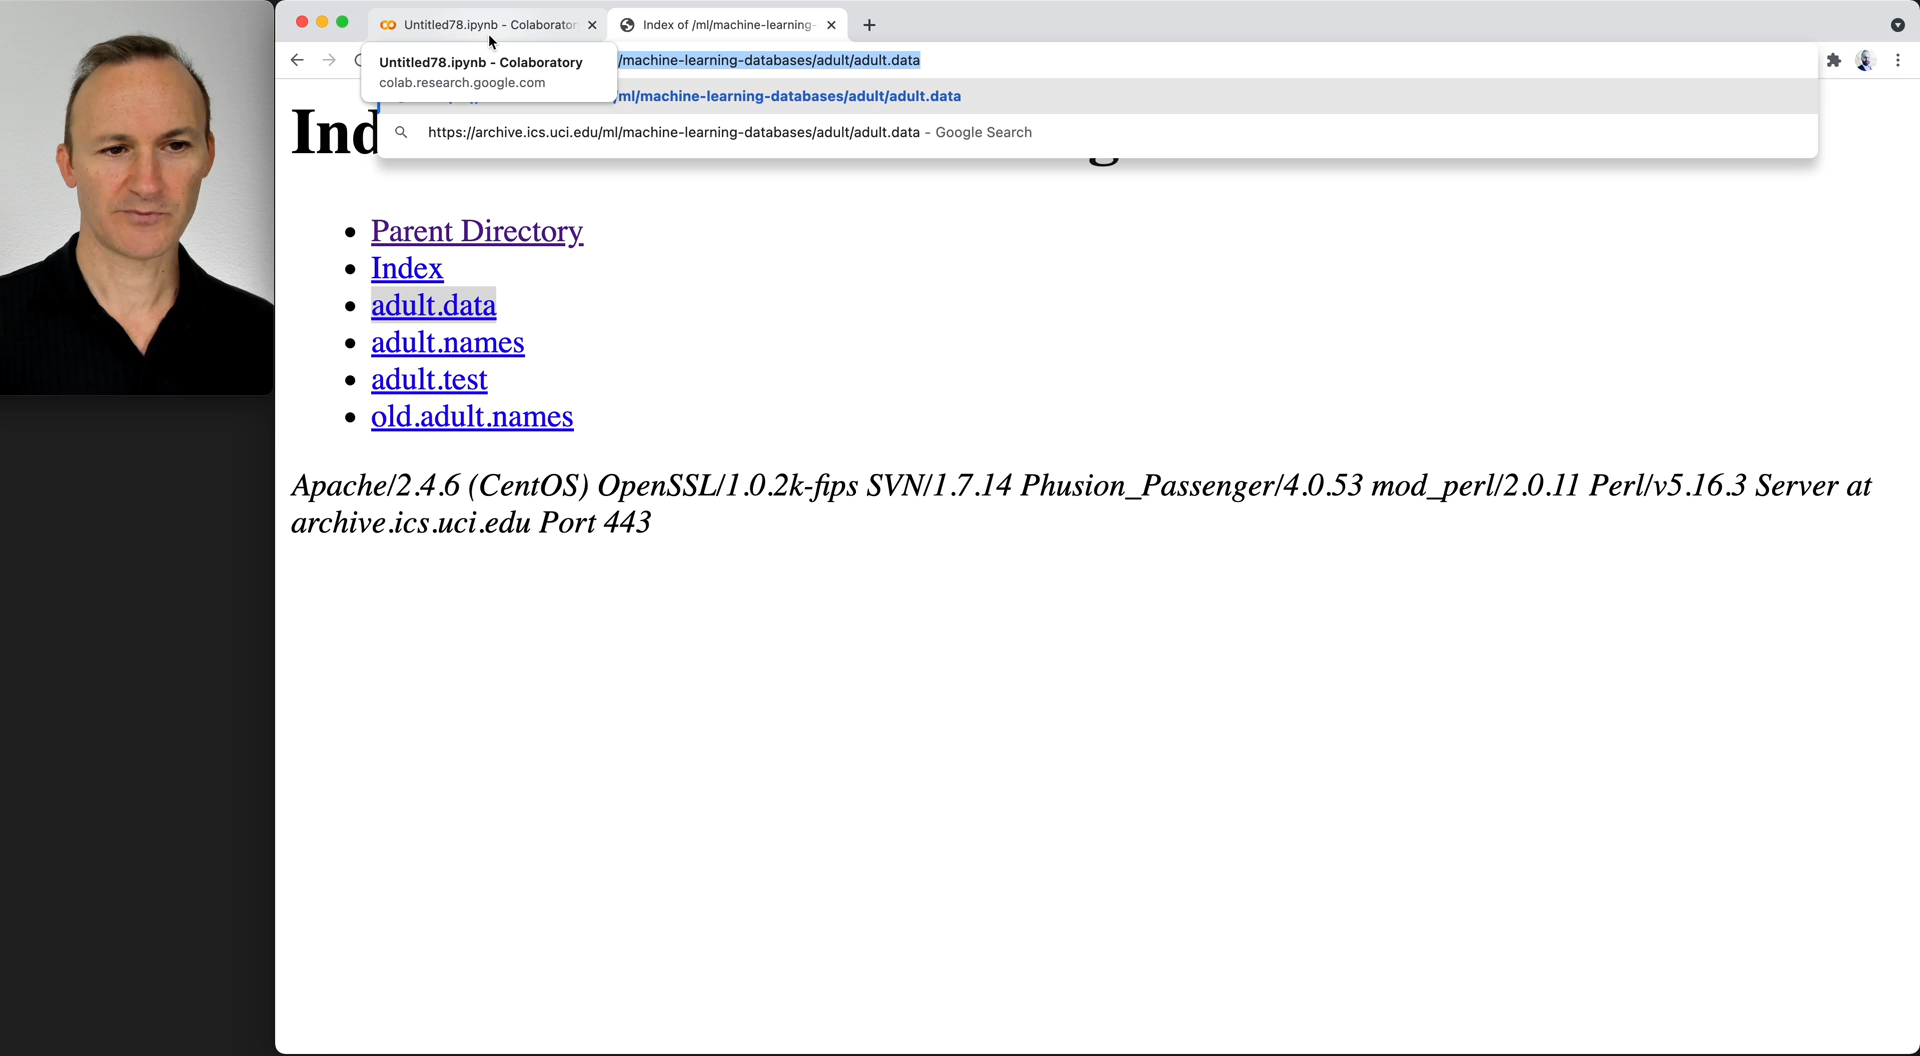 Untitled78.ipynb - Colaborator
Index of /ml/machine-learning-
Untitled78.ipynb - Colaboratory
colab.research.google.com
/machine-learning-databases/adult/adult.data
/ml/machine-learning-databases/adult/adult.data
https://archive.ics.uci.edu/ml/machine-learning-databases/adult/adult.data - Google Search
Ind
Parent Directory
Index
adult.data
adult.names
adult.test
old.adult.names
Apache/2.4.6 (CentOS) OpenSSL/1.0.2k-fips SVN/1.7.14 Phusion_Passenger/4.0.53 mod_perl/2.0.11 Perl/v5.16.3 Server at
archive.ics.uci.edu Port 443